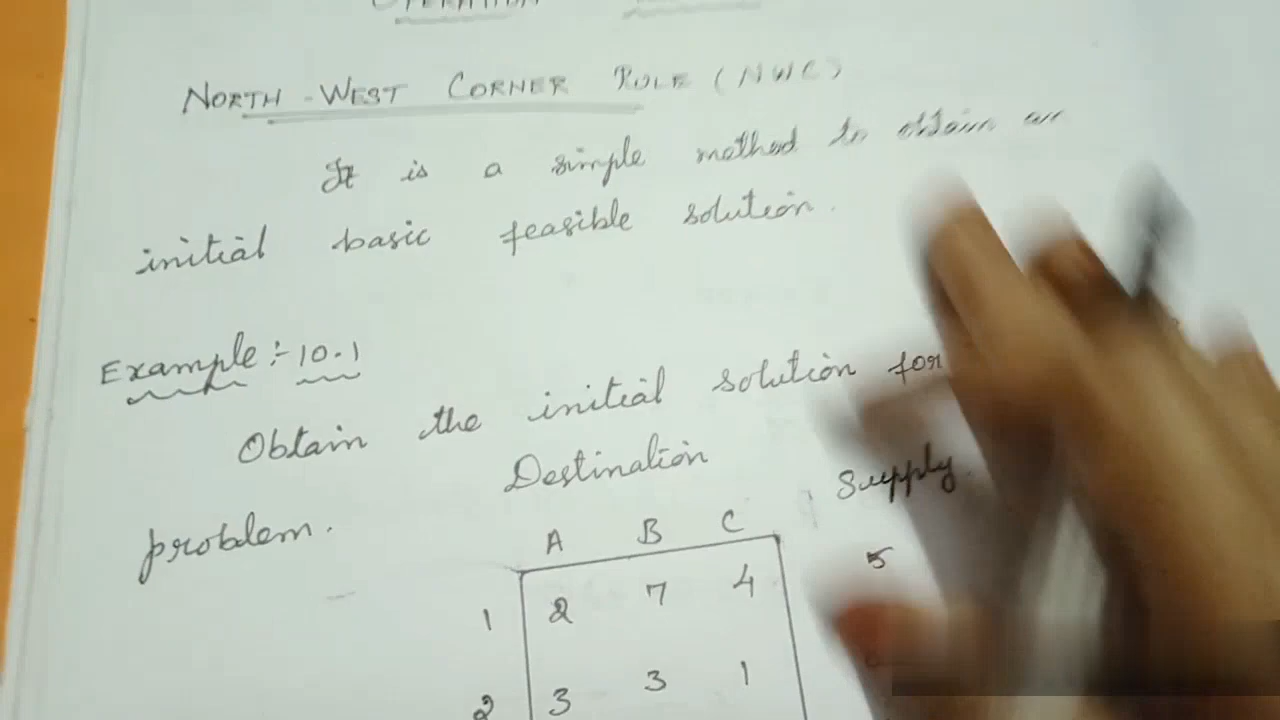 OPERATION
NORTH-WEST CORNER RULE (NWC)
It is a simple method to obtain an
initial basic feasible solution.
Example:- 10.1
Obtain the initial solution for
problem.
Destination
Supply
A B C
1 2 7 4 5
2 3 3 1